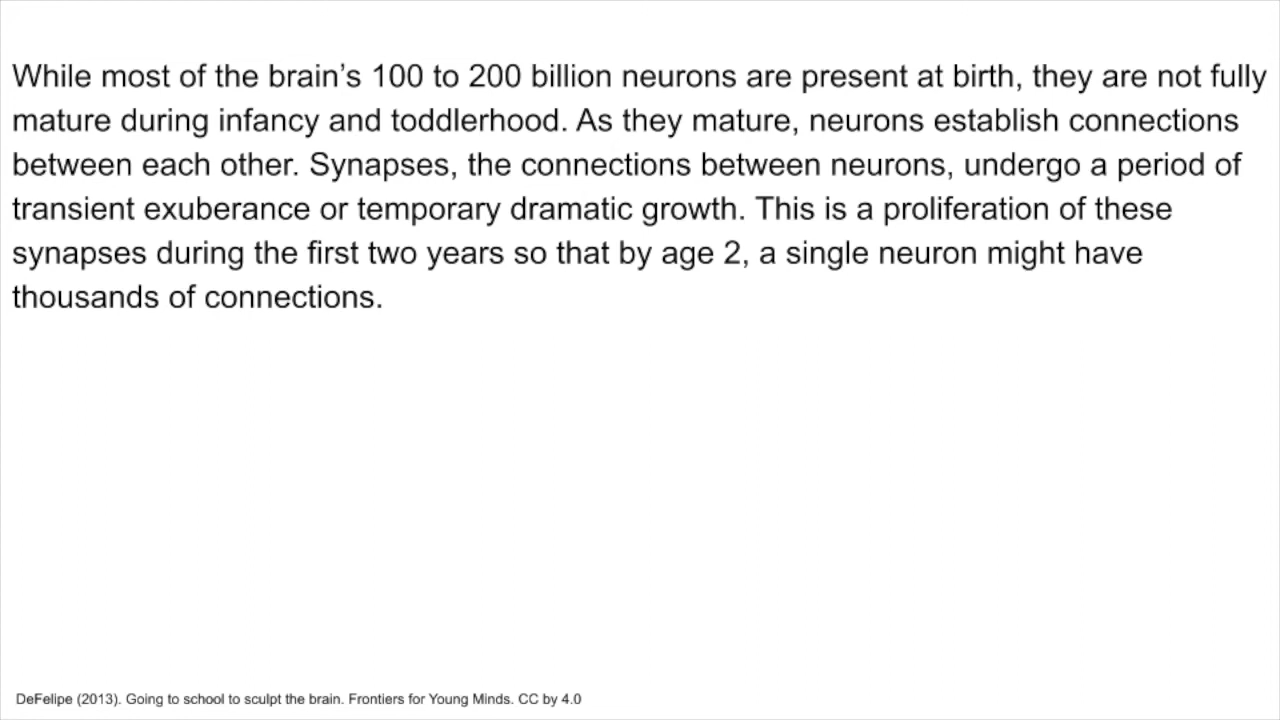 While most of the brain’s 100 to 200 billion neurons are present at birth, they are not fully
mature during infancy and toddlerhood. As they mature, neurons establish connections
between each other. Synapses, the connections between neurons, undergo a period of
transient exuberance or temporary dramatic growth. This is a proliferation of these
synapses during the first two years so that by age 2, a single neuron might have
thousands of connections.
DeFelipe (2013). Going to school to sculpt the brain. Frontiers for Young Minds. CC by 4.0